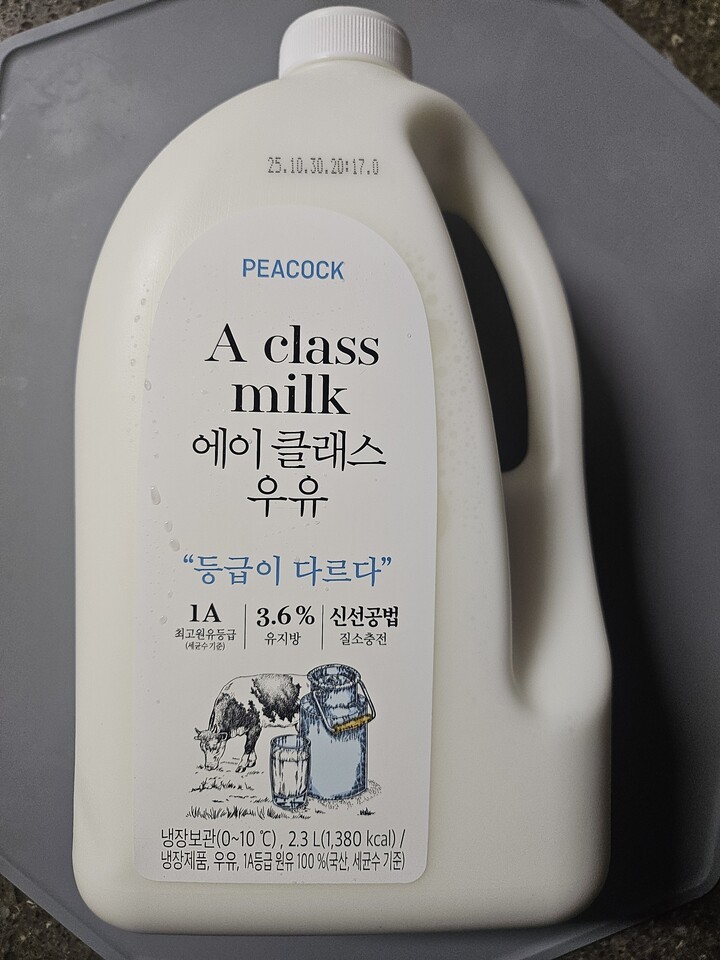 25.10.30.20:17.0
PEACOCK
A class
milk
에이 클래스
우유
“등급이 다르다”
1A 3.6% 신선공법
최고원유등급 유지방 질소충전
(세균수 기준)
냉장보관(0~10 ℃) , 2.3 L(1,380 kcal) /
냉장제품, 우유, 1A등급 원유 100 %(국산, 세균수 기준)